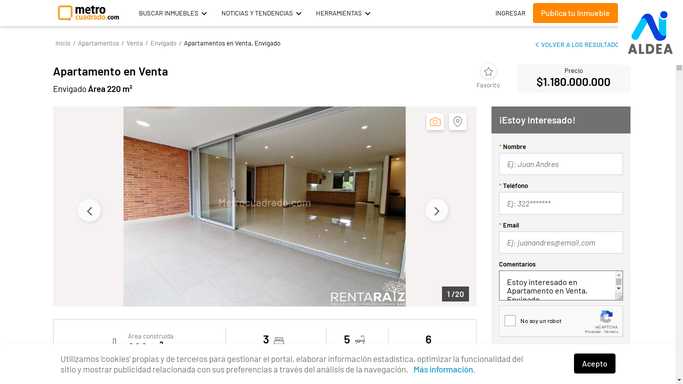 metro
cuadrado.com
BUSCAR INMUEBLES
NOTICIAS Y TENDENCIAS
HERRAMIENTAS
INGRESAR
Publica tu Inmueble
ALDEA
Inicio / Apartamentos / Venta / Envigado / Apartamentos en Venta, Envigado
VOLVER A LOS RESULTADO
Apartamento en Venta
Envigado Área 220 m²
Favorito
Precio
$1.180.000.000
Metrocuadrado.com
RENTARAÍZ
1 / 20
¡Estoy Interesado!
* Nombre
Ej: Juan Andres
* Teléfono
Ej: 322*******
* Email
Ej: juanandres@email.com
Comentarios
Estoy interesado en
Apartamento en Venta,
Envigado
No soy un robot
reCAPTCHA
Privacidad - Términos
Área construida
3
5
6
Utilizamos 'cookies' propias y de terceros para gestionar el portal, elaborar información estadística, optimizar la funcionalidad del
sitio y mostrar publicidad relacionada con sus preferencias a través del análisis de la navegación. Más información.
Acepto